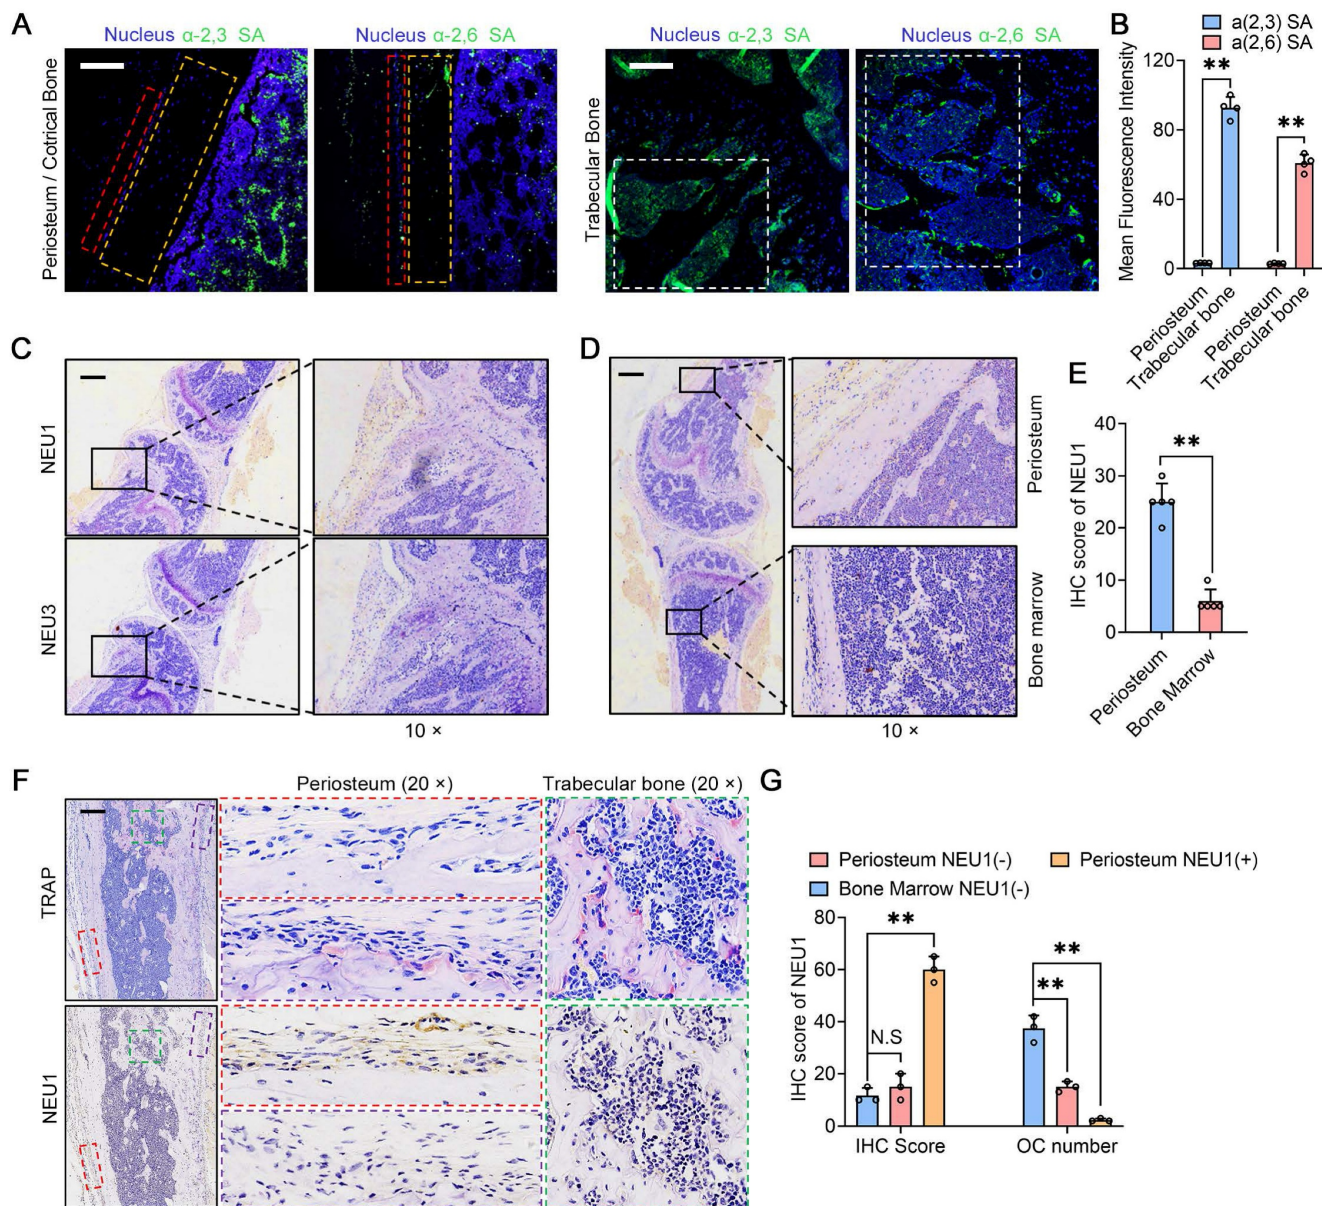 A
Nucleus α-2,3 SA
Nucleus α-2,6 SA
Periosteum / Cotrical Bone
Nucleus α-2,3 SA
Nucleus α-2,6 SA
Trabecular Bone
B
a(2,3) SA
a(2,6) SA
Mean Fluorescence Intensity
120
80
40
0
**
**
Periosteum
Trabecular bone
Periosteum
Trabecular bone
C
NEU1
NEU3
10 ×
D
Periosteum
Bone marrow
10 ×
E
IHC score of NEU1
40
30
20
10
0
**
Periosteum
Bone Marrow
F
Periosteum (20 ×)
Trabecular bone (20 ×)
TRAP
NEU1
G
Periosteum NEU1(-)
Periosteum NEU1(+)
Bone Marrow NEU1(-)
IHC score of NEU1
80
60
40
20
0
**
N.S
**
**
IHC Score
OC number